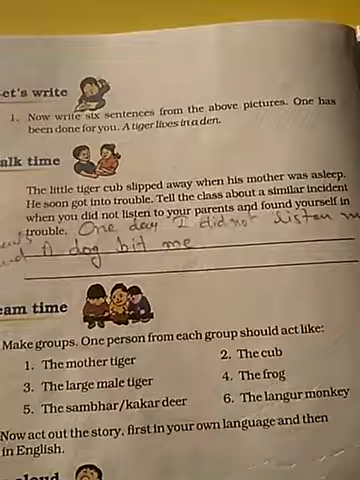 et's write
1. Now write six sentences from the above pictures. One has
been done for you. A tiger lives in a den.
alk time
The little tiger cub slipped away when his mother was asleep.
He soon got into trouble. Tell the class about a similar incident
when you did not listen to your parents and found yourself in
trouble. One day I did not listen m
nd A dog bit me
eam time
Make groups. One person from each group should act like:
1. The mother tiger 2. The cub
3. The large male tiger 4. The frog
5. The sambhar/kakar deer 6. The langur monkey
Now act out the story, first in your own language and then
in English.